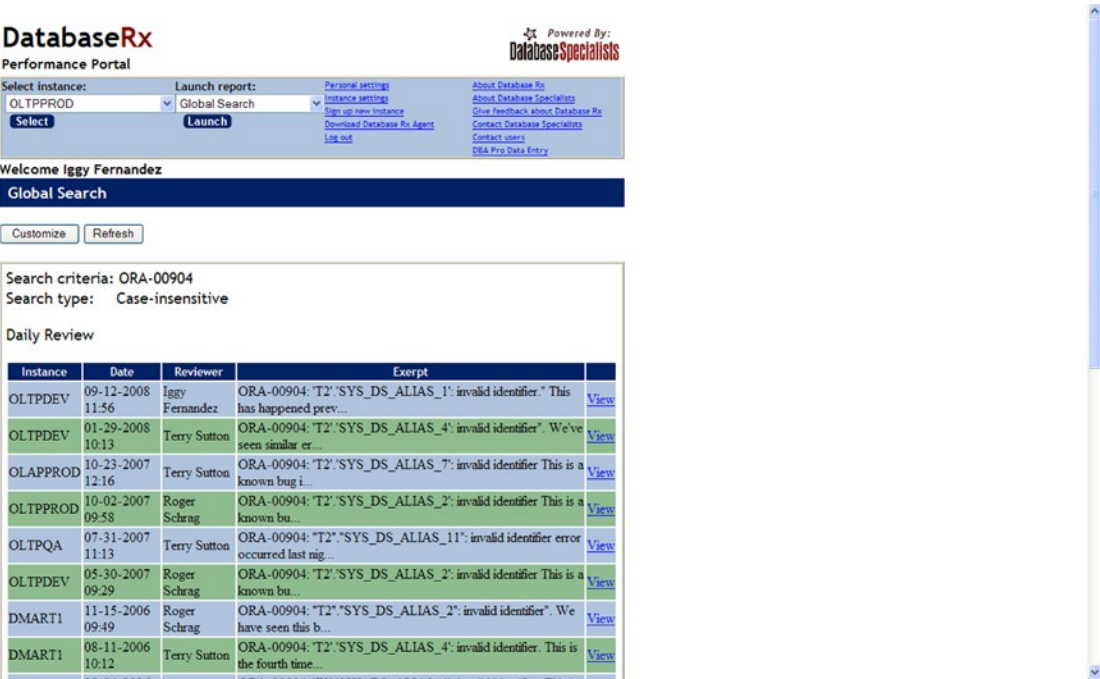 DatabaseRx
Performance Portal
Powered By:
DatabaseSpecialists
Select instance:
OLTPPROD
Select
Launch report:
Global Search
Launch
Personal settings
Instance settings
Sign up new instance
Download Database Rx Agent
Log out
About Database Rx
About Database Specialists
Give feedback about Database Rx
Contact Database Specialists
Contact users
DBA Pro Data Entry
Welcome Iggy Fernandez
Global Search
Customize Refresh
Search criteria: ORA-00904
Search type: Case-insensitive
Daily Review
Instance Date Reviewer Exerpt
OLTPDEV 09-12-2008 11:56 Iggy Fernandez ORA-00904: 'T2'.'SYS_DS_ALIAS_1': invalid identifier." This has happened prev... View
OLTPDEV 01-29-2008 10:13 Terry Sutton ORA-00904: 'T2'.'SYS_DS_ALIAS_4': invalid identifier". We've seen similar er... View
OLAPPROD 10-23-2007 12:16 Terry Sutton ORA-00904: 'T2'.'SYS_DS_ALIAS_7': invalid identifier This is a known bug i... View
OLTPPROD 10-02-2007 09:58 Roger Schrag ORA-00904: 'T2'.'SYS_DS_ALIAS_2': invalid identifier This is a known bu... View
OLTPQA 07-31-2007 11:13 Terry Sutton ORA-00904: "T2"."SYS_DS_ALIAS_11": invalid identifier error occurred last nig... View
OLTPDEV 05-30-2007 09:29 Roger Schrag ORA-00904: 'T2'.'SYS_DS_ALIAS_2': invalid identifier This is a known bu... View
DMART1 11-15-2006 09:49 Roger Schrag ORA-00904: "T2"."SYS_DS_ALIAS_2": invalid identifier". We have seen this b... View
DMART1 08-11-2006 10:12 Terry Sutton ORA-00904: 'T2'.'SYS_DS_ALIAS_4': invalid identifier. This is the fourth time... View